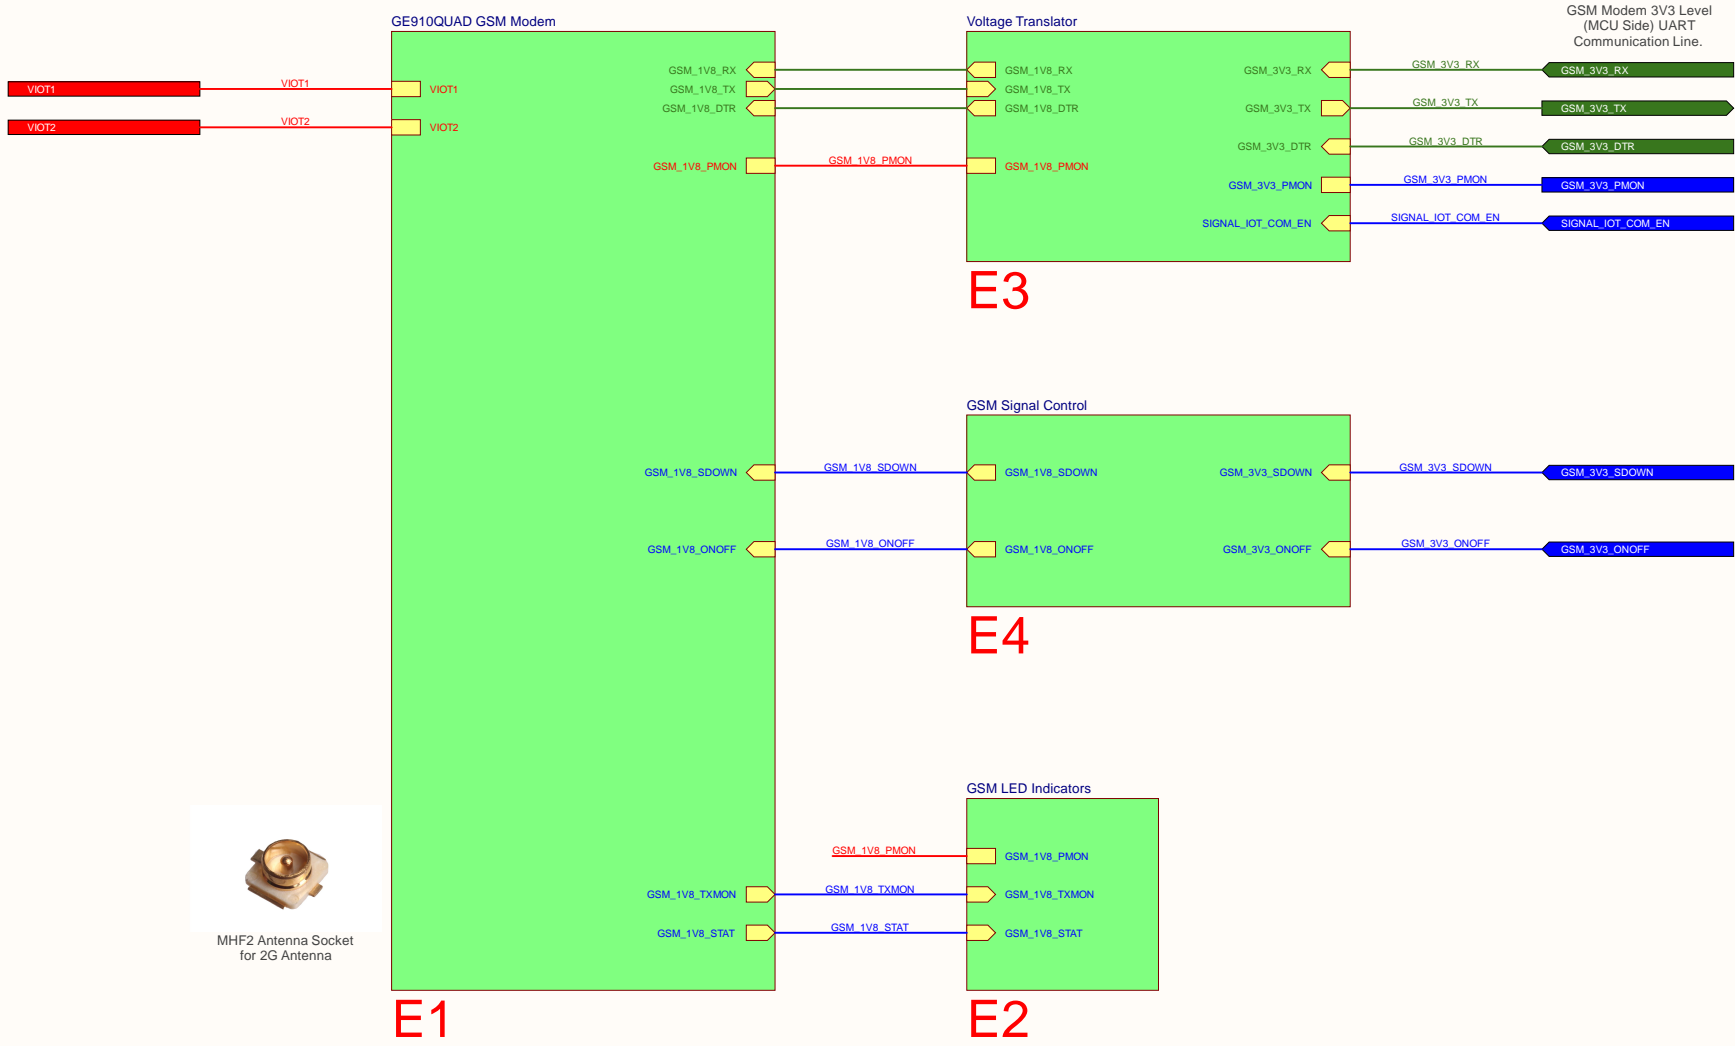 GE910QUAD GSM Modem
Voltage Translator
GSM Modem 3V3 Level
(MCU Side) UART
Communication Line.
VIOT1
VIOT1
VIOT1
VIOT2
VIOT2
VIOT2
GSM_1V8_RX
GSM_1V8_TX
GSM_1V8_DTR
GSM_1V8_PMON
GSM_1V8_PMON
GSM_1V8_RX
GSM_1V8_TX
GSM_1V8_DTR
GSM_1V8_PMON
GSM_3V3_RX
GSM_3V3_RX
GSM_3V3_RX
GSM_3V3_TX
GSM_3V3_TX
GSM_3V3_TX
GSM_3V3_DTR
GSM_3V3_DTR
GSM_3V3_DTR
GSM_3V3_PMON
GSM_3V3_PMON
GSM_3V3_PMON
SIGNAL_IOT_COM_EN
SIGNAL_IOT_COM_EN
SIGNAL_IOT_COM_EN
E3
GSM Signal Control
GSM_1V8_SDOWN
GSM_1V8_SDOWN
GSM_1V8_SDOWN
GSM_3V3_SDOWN
GSM_3V3_SDOWN
GSM_3V3_SDOWN
GSM_1V8_ONOFF
GSM_1V8_ONOFF
GSM_1V8_ONOFF
GSM_3V3_ONOFF
GSM_3V3_ONOFF
GSM_3V3_ONOFF
E4
GSM LED Indicators
GSM_1V8_PMON
GSM_1V8_PMON
GSM_1V8_TXMON
GSM_1V8_TXMON
GSM_1V8_TXMON
GSM_1V8_STAT
GSM_1V8_STAT
GSM_1V8_STAT
MHF2 Antenna Socket
for 2G Antenna
E1
E2